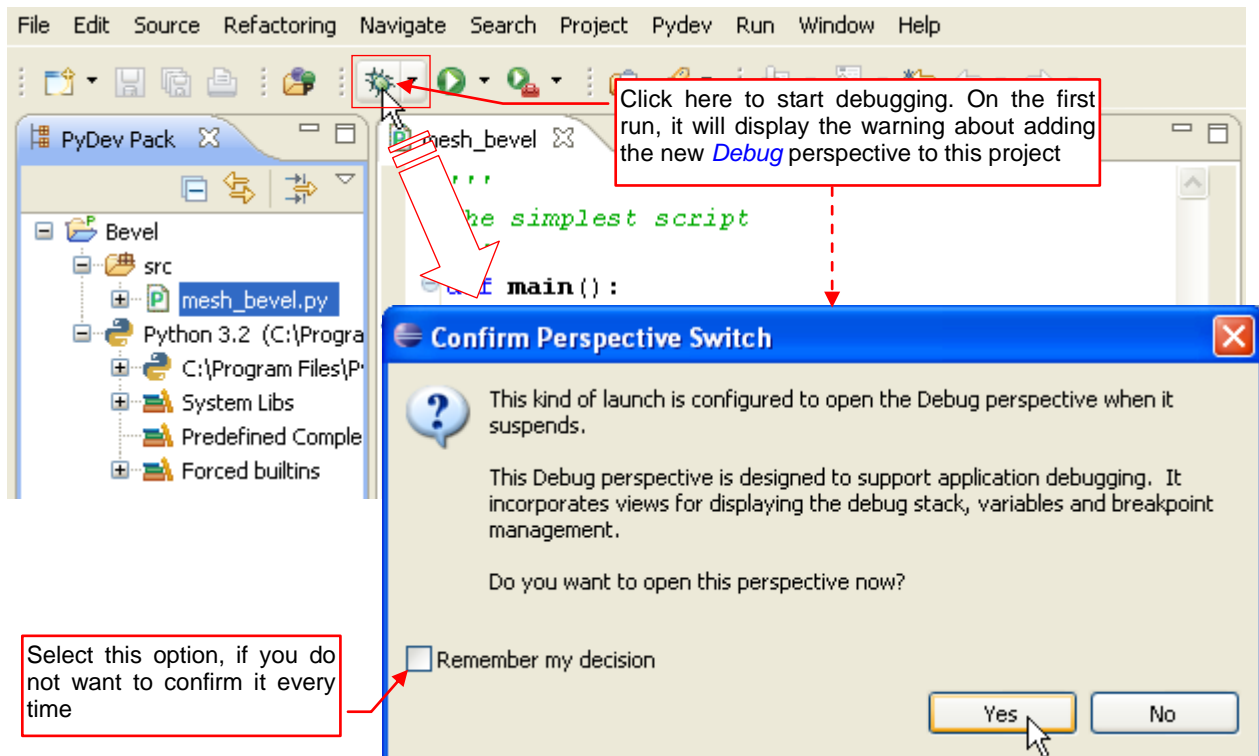 File Edit Source Refactoring Navigate Search Project Pydev Run Window Help
Click here to start debugging. On the first
run, it will display the warning about adding
the new Debug perspective to this project
PyDev Pack
mesh_bevel
'''
he simplest script
Bevel
src
mesh_bevel.py
Python 3.2 (C:\Progra
C:\Program Files\P
System Libs
Predefined Comple
Forced builtins
f main():
Confirm Perspective Switch
This kind of launch is configured to open the Debug perspective when it
suspends.
This Debug perspective is designed to support application debugging. It
incorporates views for displaying the debug stack, variables and breakpoint
management.
Do you want to open this perspective now?
Select this option, if you do
not want to confirm it every
time
Remember my decision
Yes No